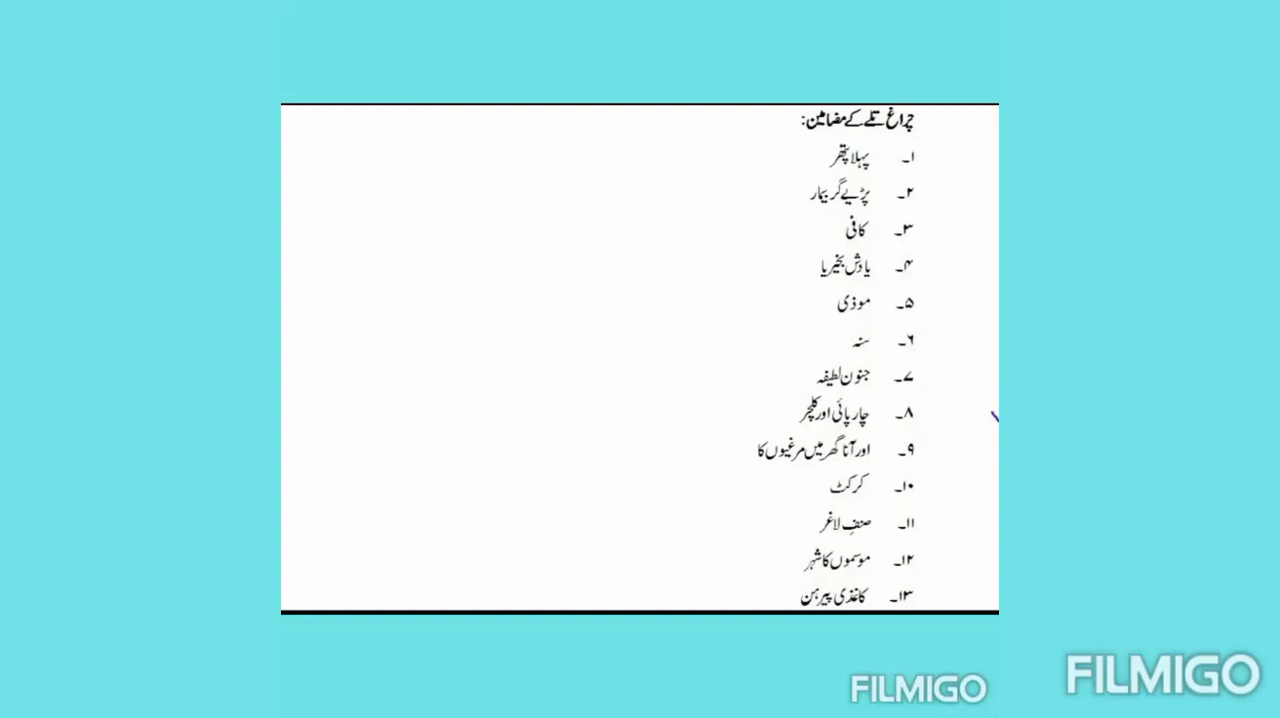 چراغ تلے کے مضامین:
۱۔ پہلا پتھر
۲۔ پڑیے گر بیمار
۳۔ کافی
۴۔ یادش بخیریا
۵۔ موذی
۶۔ سنہ
۷۔ جنون لطیفہ
۸۔ چارپائی اور کلچر
۹۔ اور آنا گھر میں مرغیوں کا
۱۰۔ کرکٹ
۱۱۔ صنفِ لاغر
۱۲۔ موسموں کا شہر
۱۳۔ کاغذی پیرہن
FILMIGO
FILMIGO